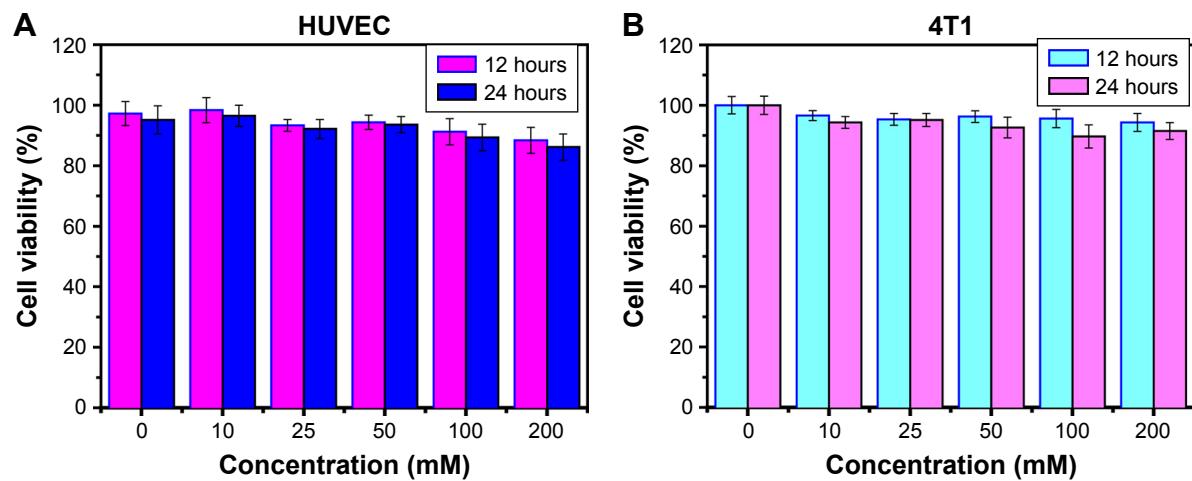 A
HUVEC
120
100
80
60
40
20
0
Cell viability (%)
12 hours
24 hours
0 10 25 50 100 200
Concentration (mM)
B
4T1
120
100
80
60
40
20
0
Cell viability (%)
12 hours
24 hours
0 10 25 50 100 200
Concentration (mM)